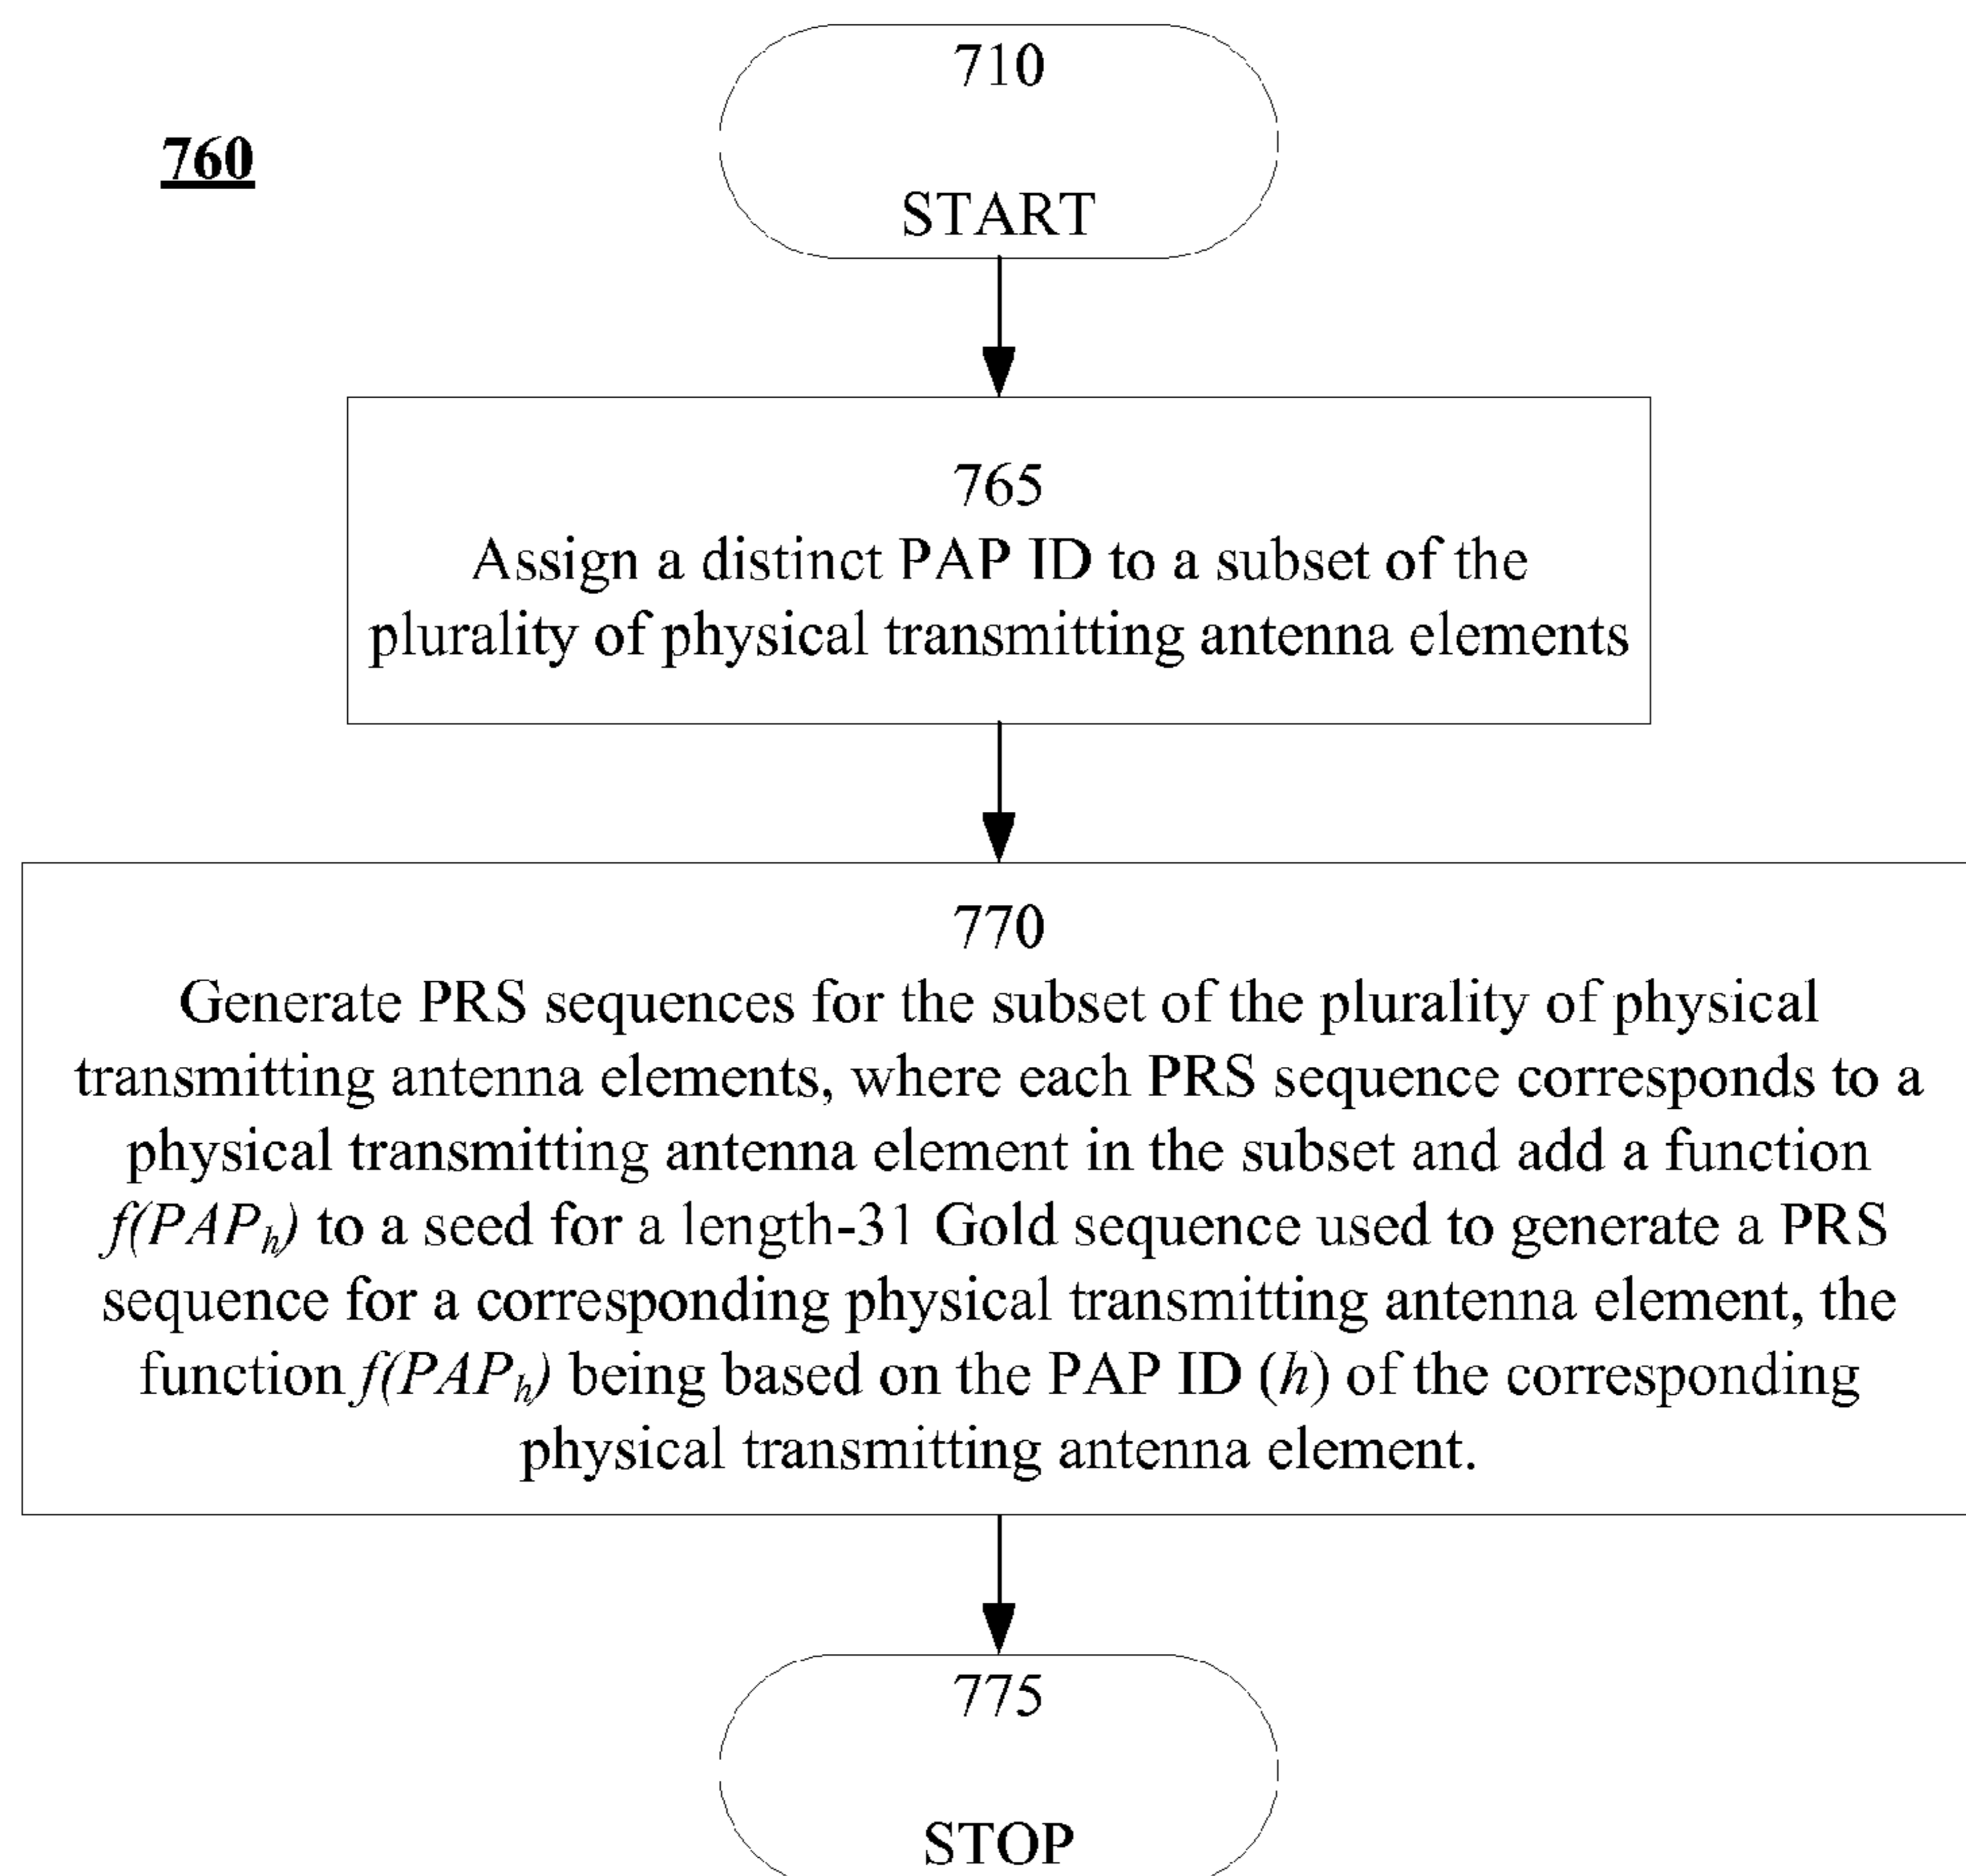 710
760
START
765
Assign a distinct PAP ID to a subset of the
plurality of physical transmitting antenna elements
770
Generate PRS sequences for the subset of the plurality of physical
transmitting antenna elements, where each PRS sequence corresponds to a
physical transmitting antenna element in the subset and add a function
f(PAPh) to a seed for a length-31 Gold sequence used to generate a PRS
sequence for a corresponding physical transmitting antenna element, the
function f(PAPh) being based on the PAP ID (h) of the corresponding
physical transmitting antenna element.
775
STOP